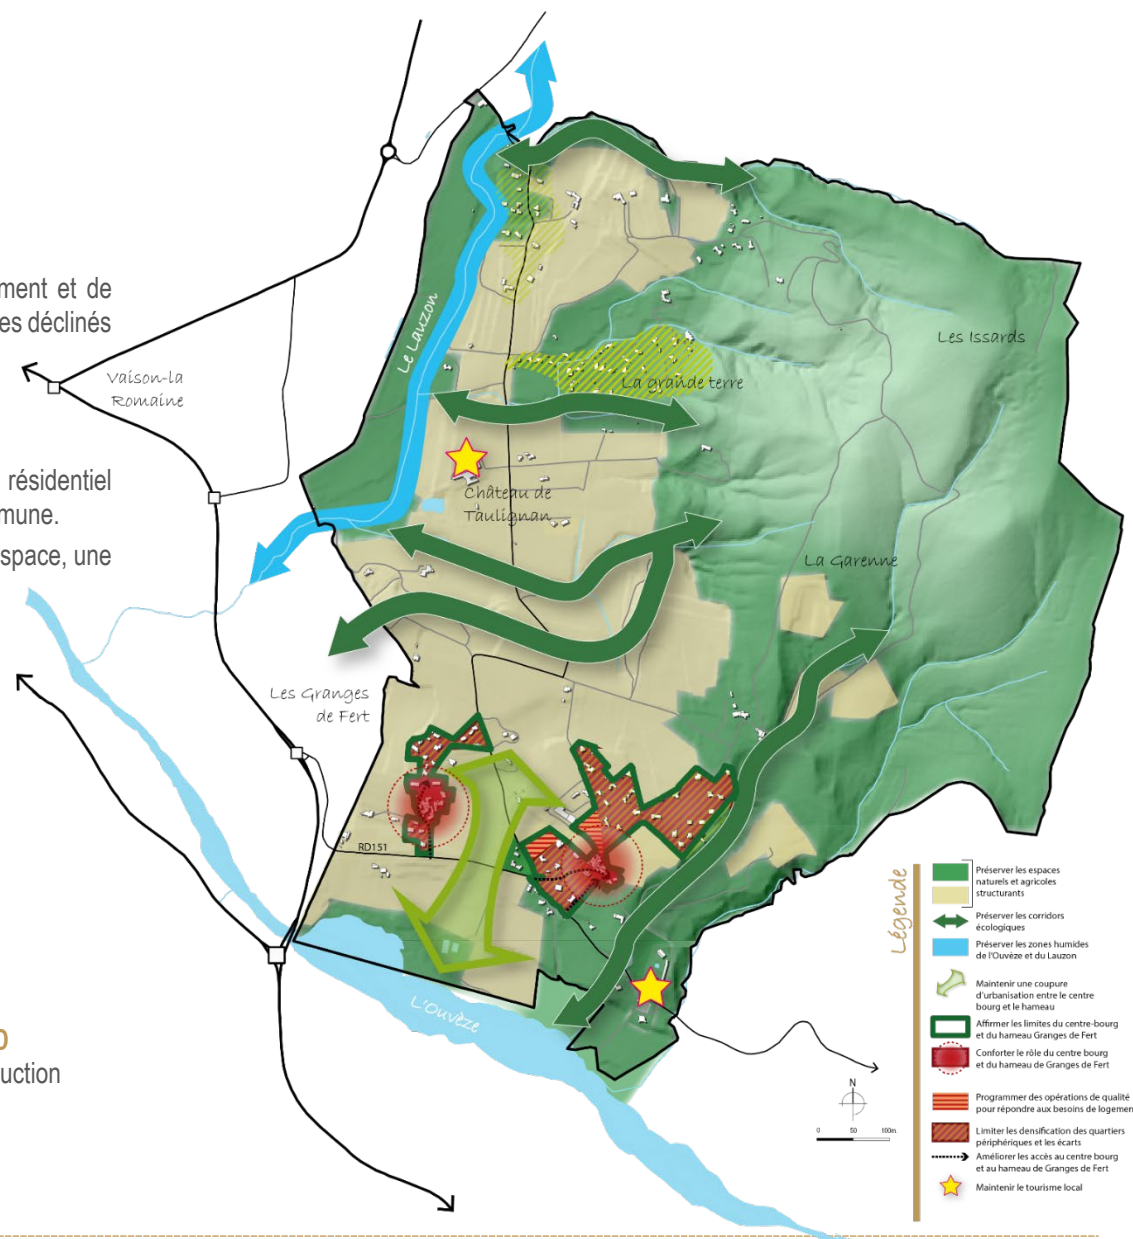 ment et de
es déclinés
résidentiel
mune.
space, une
uction
Vaison-la
Romaine
Le Lauzon
Les Issards
La grande terre
Château de
Taulignan
La Garenne
Les Granges
de Fert
RD151
L'Ouvèze
N
0 50 100m.
Légende
Préserver les espaces
naturels et agricoles
structurants
Préserver les corridors
écologiques
Préserver les zones humides
de l'Ouvèze et du Lauzon
Maintenir une coupure
d'urbanisation entre le centre
bourg et le hameau
Affirmer les limites du centre-bourg
et du hameau Granges de Fert
Conforter le rôle du centre bourg
et du hameau de Granges de Fert
Programmer des opérations de qualité
pour répondre aux besoins de logemen
Limiter les densification des quartiers
périphériques et les écarts
Améliorer les accès au centre bourg
et au hameau de Granges de Fert
Maintenir le tourisme local